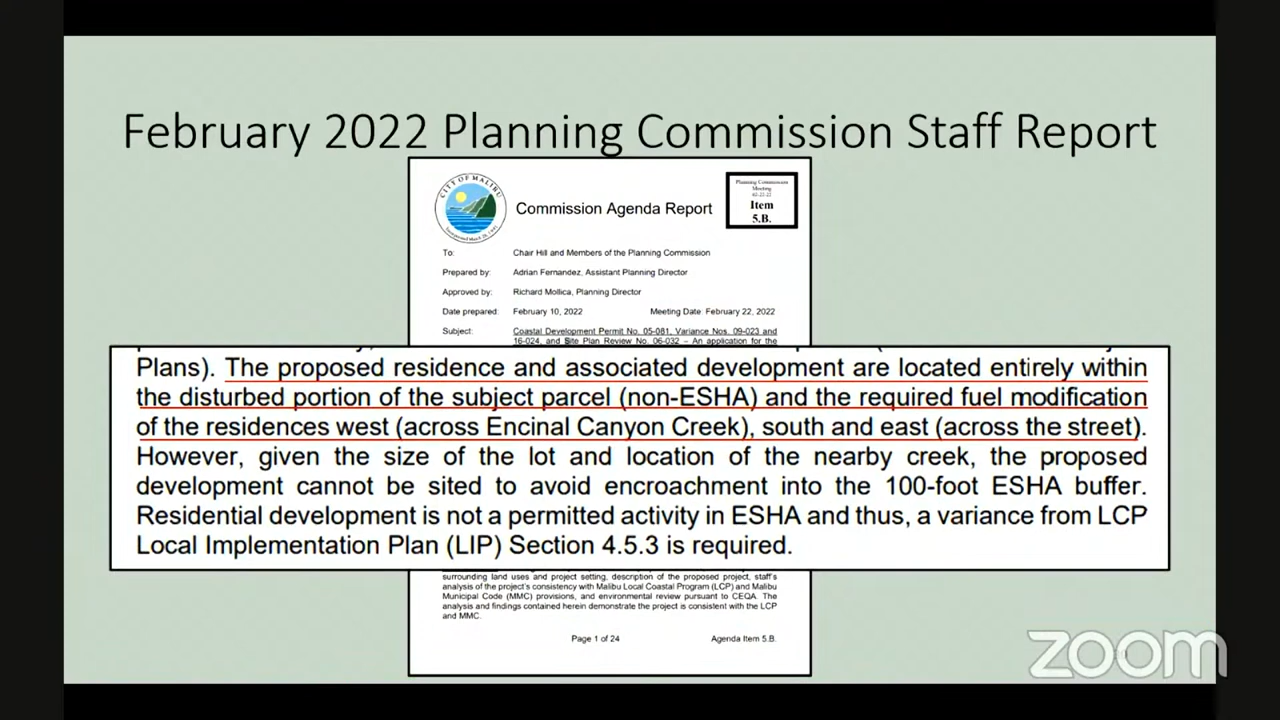 February 2022 Planning Commission Staff Report
CITY OF MALIBU
Commission Agenda Report
Planning Commission
Meeting
02-22-22
Item
5.B.
To: Chair Hill and Members of the Planning Commission
Prepared by: Adrian Fernandez, Assistant Planning Director
Approved by: Richard Mollica, Planning Director
Date prepared: February 10, 2022 Meeting Date: February 22, 2022
Subject: Coastal Development Permit No. 05-081, Variance Nos. 09-023 and
16-024, and Site Plan Review No. 06-032 – An application for the
Plans). The proposed residence and associated development are located entirely within
the disturbed portion of the subject parcel (non-ESHA) and the required fuel modification
of the residences west (across Encinal Canyon Creek), south and east (across the street).
However, given the size of the lot and location of the nearby creek, the proposed
development cannot be sited to avoid encroachment into the 100-foot ESHA buffer.
Residential development is not a permitted activity in ESHA and thus, a variance from LCP
Local Implementation Plan (LIP) Section 4.5.3 is required.
surrounding land uses and project setting, description of the proposed project, staff's
analysis of the project's consistency with Malibu Local Coastal Program (LCP) and Malibu
Municipal Code (MMC) provisions, and environmental review pursuant to CEQA. The
analysis and findings contained herein demonstrate the project is consistent with the LCP
and MMC.
Page 1 of 24 Agenda Item 5.B.
zoom